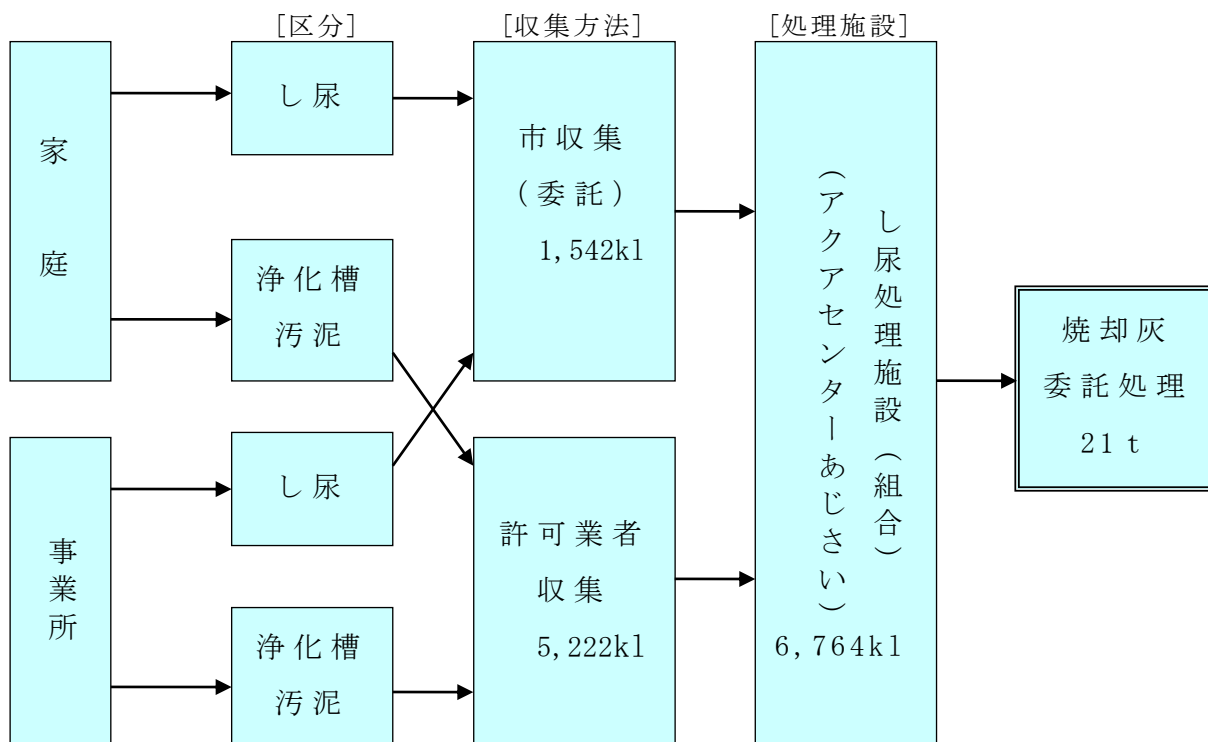 [区分]
[収集方法]
[処理施設]
家庭
し尿
浄化槽
汚泥
事業所
し尿
浄化槽
汚泥
市収集
(委託)
1,542kl
許可業者
収集
5,222kl
し尿処理施設(組合)
(アクアセンターあじさい)
6,764kl
焼却灰
委託処理
21t